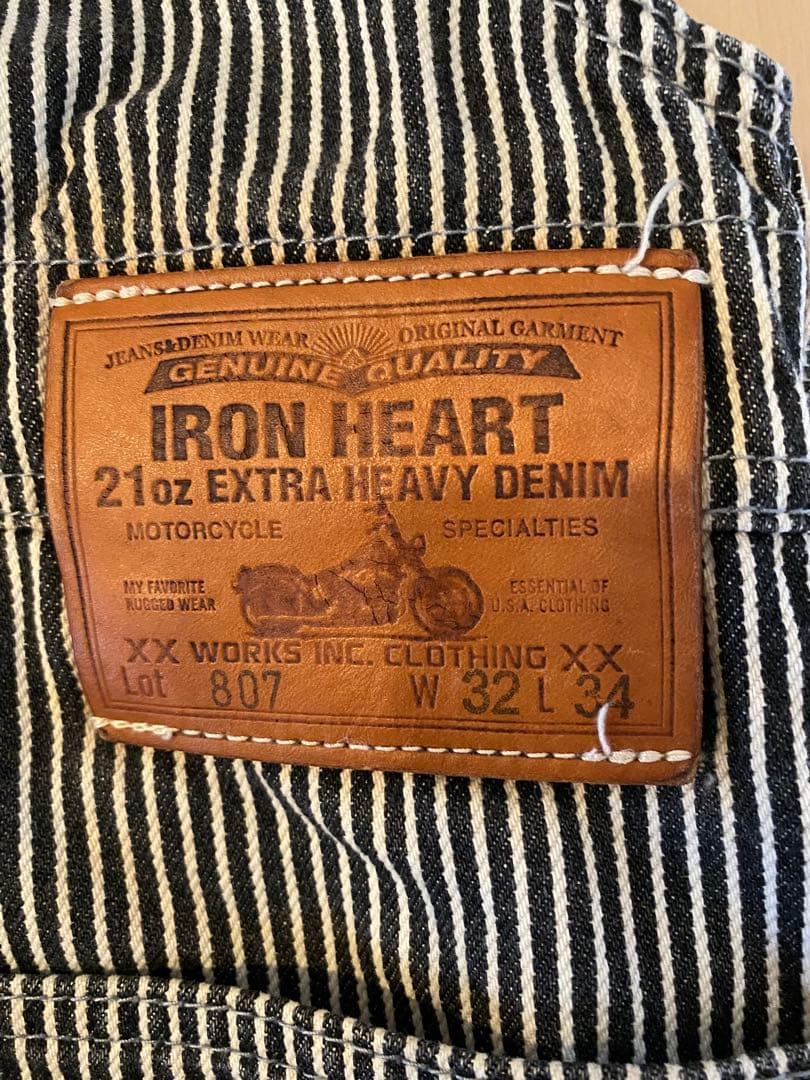 JEANS&DENIM WEAR ORIGINAL GARMENT
GENUINE QUALITY
IRON HEART
21oz EXTRA HEAVY DENIM
MOTORCYCLE SPECIALTIES
MY FAVORITE ESSENTIAL OF
RUGGED WEAR U.S.A. CLOTHING
XX WORKS INC. CLOTHING XX
Lot 807 W 32 L 34